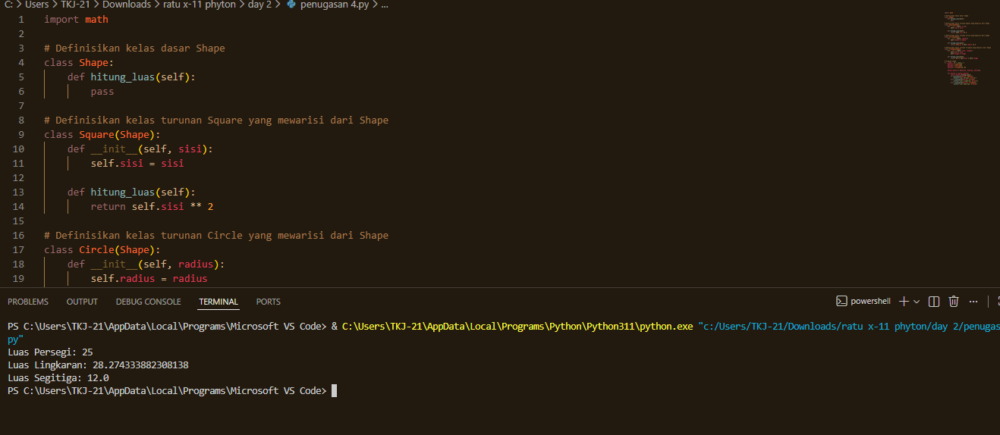 C: > Users > TKJ-21 > Downloads > ratu x-11 phyton > day 2 > penugasan 4.py > ...
1 import math
2
3 # Definisikan kelas dasar Shape
4 class Shape:
5 def hitung_luas(self):
6 pass
7
8 # Definisikan kelas turunan Square yang mewarisi dari Shape
9 class Square(Shape):
10 def __init__(self, sisi):
11 self.sisi = sisi
12
13 def hitung_luas(self):
14 return self.sisi ** 2
15
16 # Definisikan kelas turunan Circle yang mewarisi dari Shape
17 class Circle(Shape):
18 def __init__(self, radius):
19 self.radius = radius
PROBLEMS OUTPUT DEBUG CONSOLE TERMINAL PORTS powershell
PS C:\Users\TKJ-21\AppData\Local\Programs\Microsoft VS Code> & C:\Users\TKJ-21\AppData\Local\Programs\Python\Python311\python.exe "c:/Users/TKJ-21/Downloads/ratu x-11 phyton/day 2/penugas
py"
Luas Persegi: 25
Luas Lingkaran: 28.274333882308138
Luas Segitiga: 12.0
PS C:\Users\TKJ-21\AppData\Local\Programs\Microsoft VS Code>